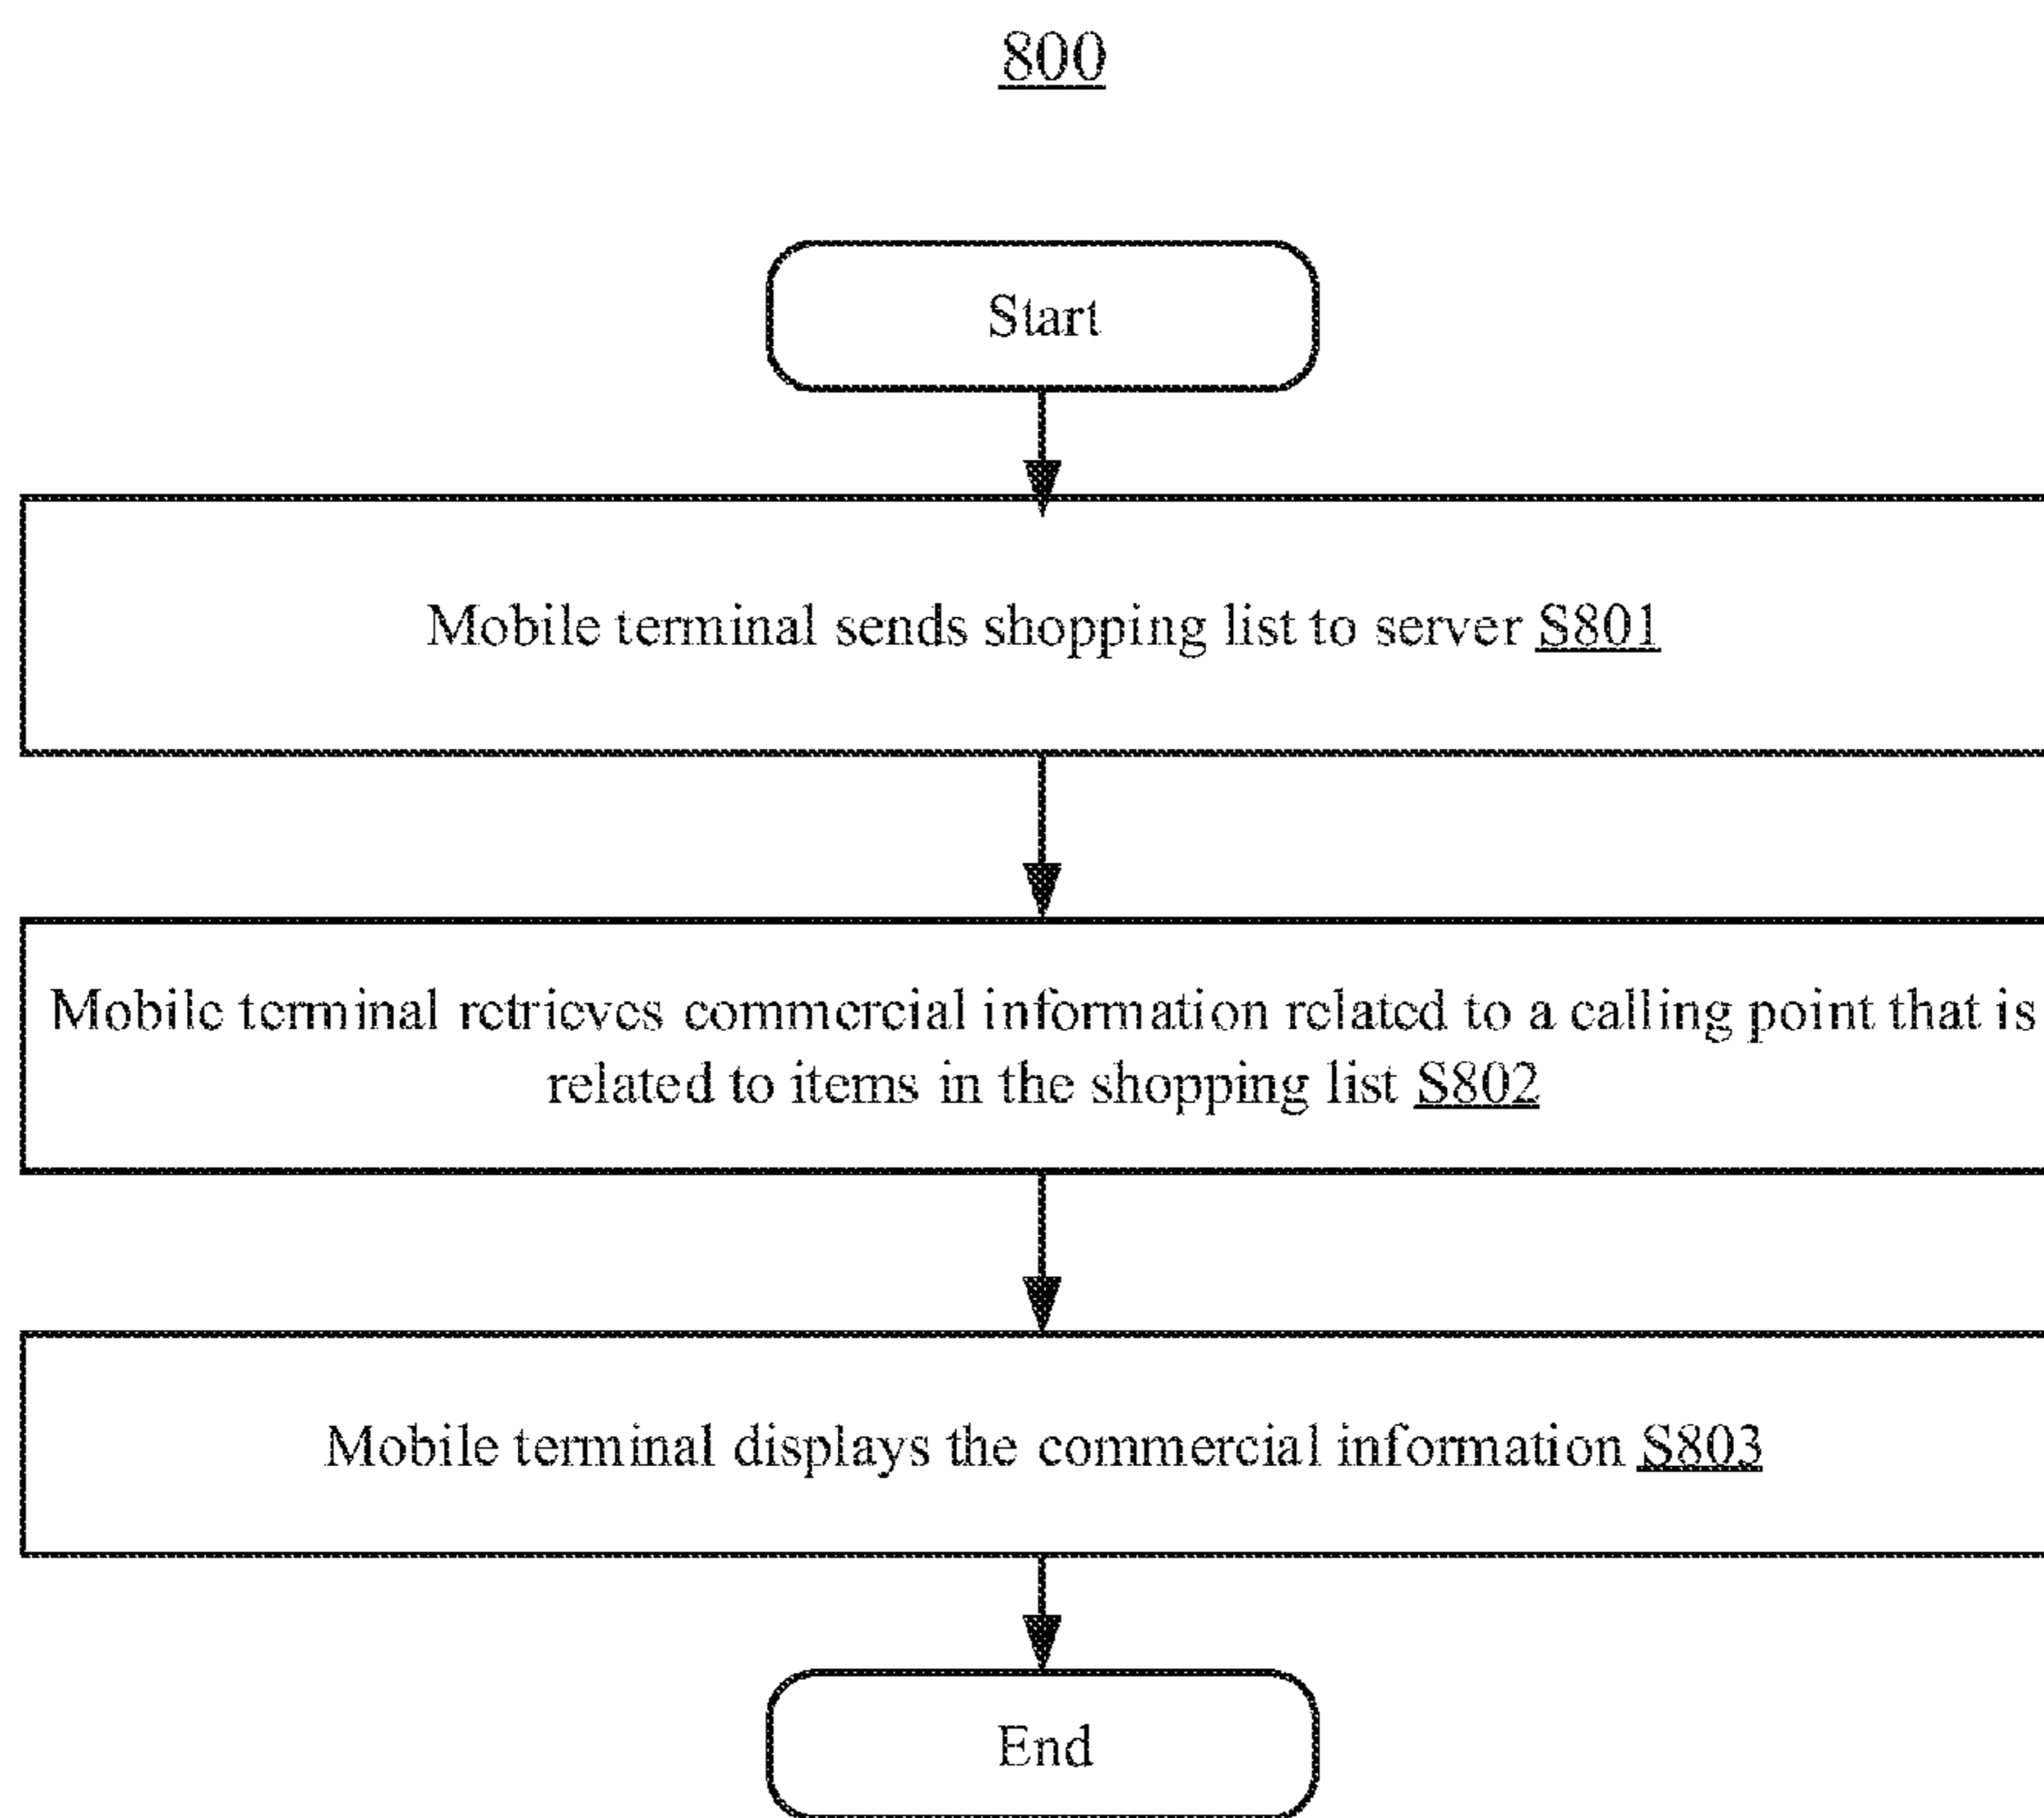 800
Start
Mobile terminal sends shopping list to server S801
Mobile terminal retrieves commercial information related to a calling point that is
related to items in the shopping list S802
Mobile terminal displays the commercial information S803
End